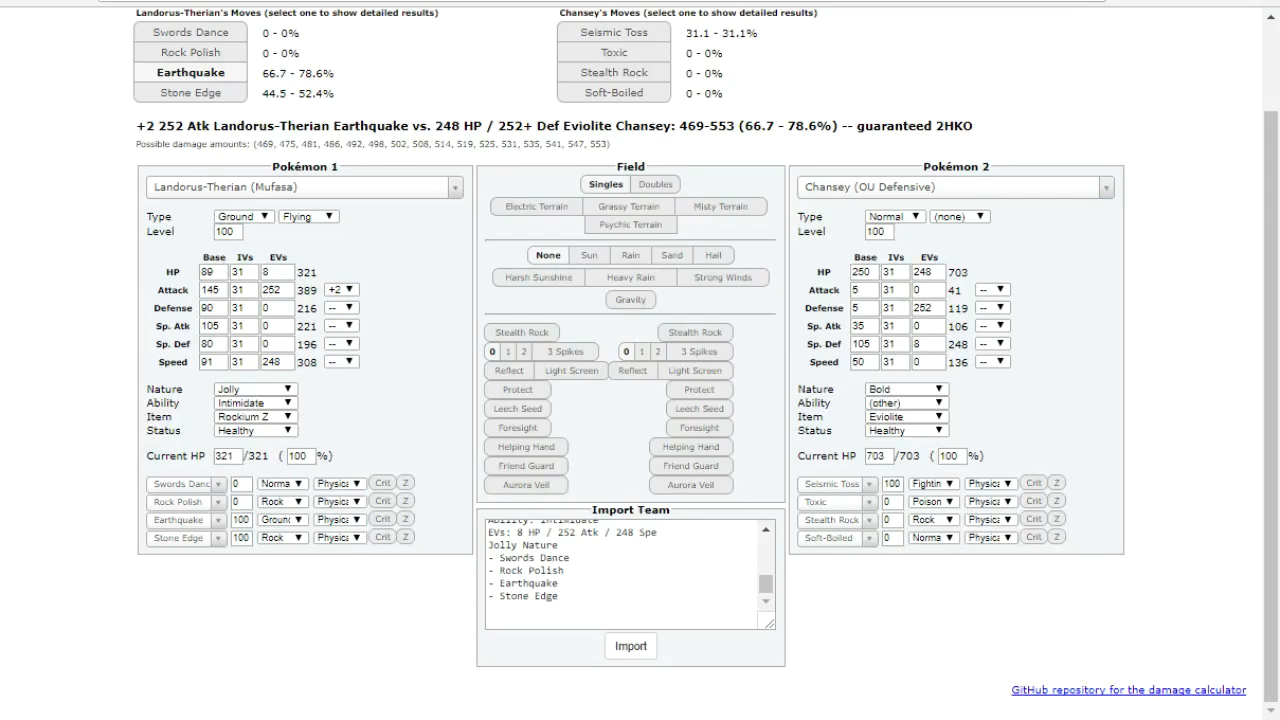 Landorus-Therian's Moves (select one to show detailed results)
Swords Dance 0 - 0%
Rock Polish 0 - 0%
Earthquake 66.7 - 78.6%
Stone Edge 44.5 - 52.4%
Chansey's Moves (select one to show detailed results)
Seismic Toss 31.1 - 31.1%
Toxic 0 - 0%
Stealth Rock 0 - 0%
Soft-Boiled 0 - 0%
+2 252 Atk Landorus-Therian Earthquake vs. 248 HP / 252+ Def Eviolite Chansey: 469-553 (66.7 - 78.6%) -- guaranteed 2HKO
Possible damage amounts: (469, 475, 481, 486, 492, 498, 502, 508, 514, 519, 525, 531, 535, 541, 547, 553)
Pokémon 1
Landorus-Therian (Mufasa)
Type Ground Flying
Level 100
Base IVs EVs
HP 89 31 8 321
Attack 145 31 252 389 +2
Defense 90 31 0 216 --
Sp. Atk 105 31 0 221 --
Sp. Def 80 31 0 196 --
Speed 91 31 248 308 --
Nature Jolly
Ability Intimidate
Item Rockium Z
Status Healthy
Current HP 321/321 (100%)
Swords Danc 0 Norma Physica Crit Z
Rock Polish 0 Rock Physica Crit Z
Earthquake 100 Ground Physica Crit Z
Stone Edge 100 Rock Physica Crit Z
Field
Singles Doubles
Electric Terrain Grassy Terrain Misty Terrain
Psychic Terrain
None Sun Rain Sand Hail
Harsh Sunshine Heavy Rain Strong Winds
Gravity
Stealth Rock Stealth Rock
0 1 2 3 Spikes 0 1 2 3 Spikes
Reflect Light Screen Reflect Light Screen
Protect Protect
Leech Seed Leech Seed
Foresight Foresight
Helping Hand Helping Hand
Friend Guard Friend Guard
Aurora Veil Aurora Veil
Import Team
Ability: Intimidate
EVs: 8 HP / 252 Atk / 248 Spe
Jolly Nature
- Swords Dance
- Rock Polish
- Earthquake
- Stone Edge
Import
Pokémon 2
Chansey (OU Defensive)
Type Normal (none)
Level 100
Base IVs EVs
HP 250 31 248 703
Attack 5 31 0 41 --
Defense 5 31 252 119 --
Sp. Atk 35 31 0 106 --
Sp. Def 105 31 8 248 --
Speed 50 31 0 136 --
Nature Bold
Ability (other)
Item Eviolite
Status Healthy
Current HP 703/703 (100%)
Seismic Toss 100 Fightin Physica Crit Z
Toxic 0 Poison Physica Crit Z
Stealth Rock 0 Rock Physica Crit Z
Soft-Boiled 0 Norma Physica Crit Z
GitHub repository for the damage calculator